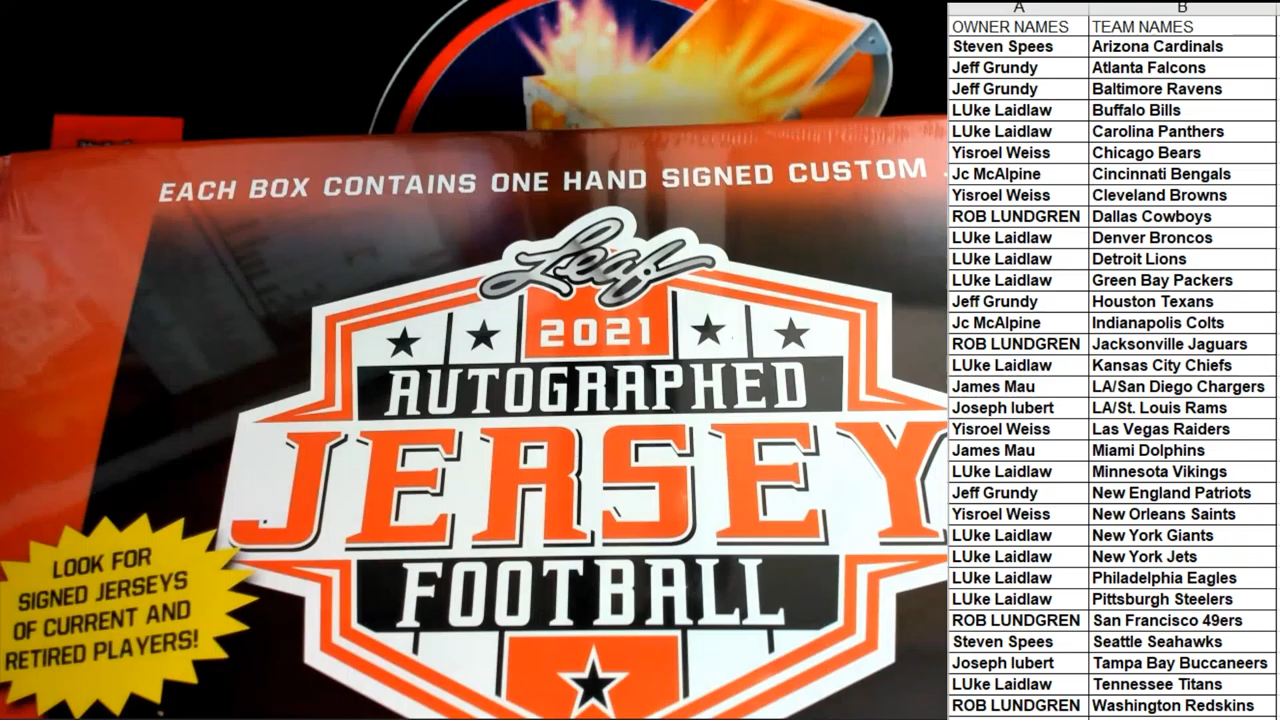 EACH BOX CONTAINS ONE HAND SIGNED CUSTOM
Leaf
2021
AUTOGRAPHED
JERSEY
FOOTBALL
LOOK FOR
SIGNED JERSEYS
OF CURRENT AND
RETIRED PLAYERS!
A B
OWNER NAMES TEAM NAMES
Steven Spees Arizona Cardinals
Jeff Grundy Atlanta Falcons
Jeff Grundy Baltimore Ravens
LUke Laidlaw Buffalo Bills
LUke Laidlaw Carolina Panthers
Yisroel Weiss Chicago Bears
Jc McAlpine Cincinnati Bengals
Yisroel Weiss Cleveland Browns
ROB LUNDGREN Dallas Cowboys
LUke Laidlaw Denver Broncos
LUke Laidlaw Detroit Lions
LUke Laidlaw Green Bay Packers
Jeff Grundy Houston Texans
Jc McAlpine Indianapolis Colts
ROB LUNDGREN Jacksonville Jaguars
LUke Laidlaw Kansas City Chiefs
James Mau LA/San Diego Chargers
Joseph lubert LA/St. Louis Rams
Yisroel Weiss Las Vegas Raiders
James Mau Miami Dolphins
LUke Laidlaw Minnesota Vikings
Jeff Grundy New England Patriots
Yisroel Weiss New Orleans Saints
LUke Laidlaw New York Giants
LUke Laidlaw New York Jets
LUke Laidlaw Philadelphia Eagles
LUke Laidlaw Pittsburgh Steelers
ROB LUNDGREN San Francisco 49ers
Steven Spees Seattle Seahawks
Joseph lubert Tampa Bay Buccaneers
LUke Laidlaw Tennessee Titans
ROB LUNDGREN Washington Redskins